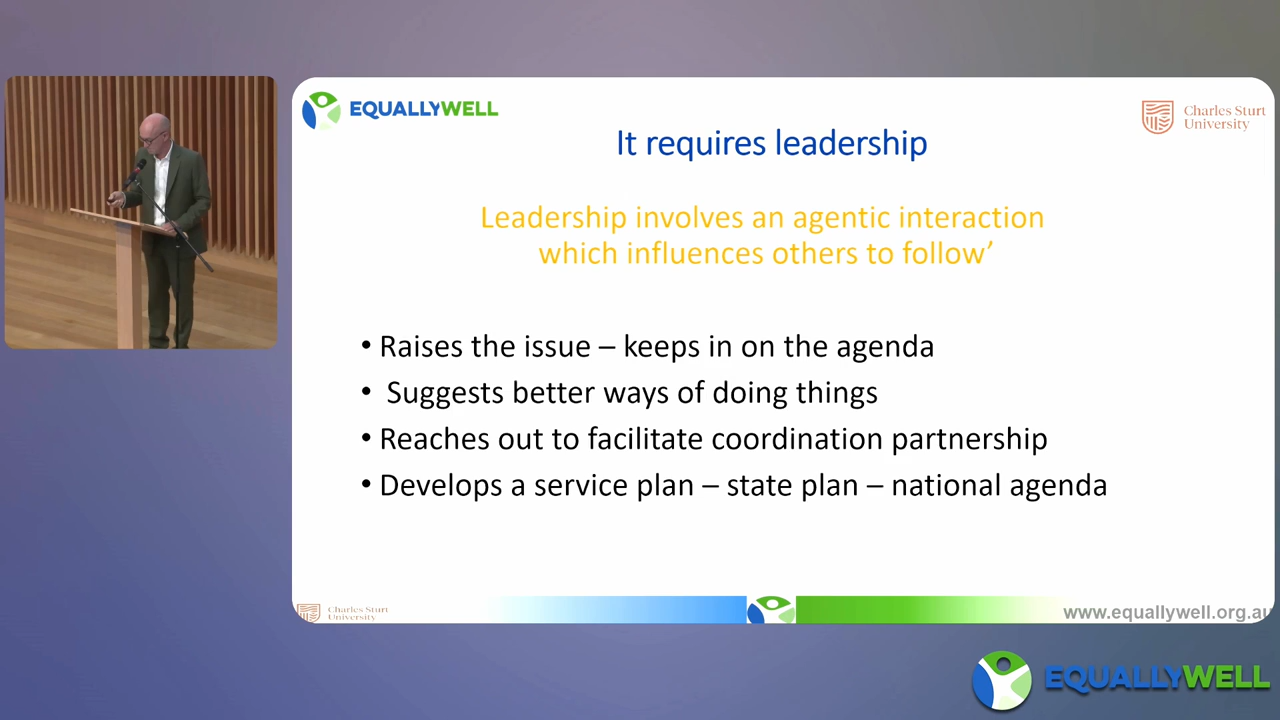 EQUALLYWELL
Charles Sturt
University
It requires leadership
Leadership involves an agentic interaction
which influences others to follow’
• Raises the issue – keeps in on the agenda
• Suggests better ways of doing things
• Reaches out to facilitate coordination partnership
• Develops a service plan – state plan – national agenda
Charles Sturt
University
www.equallywell.org.au
EQUALLYWELL